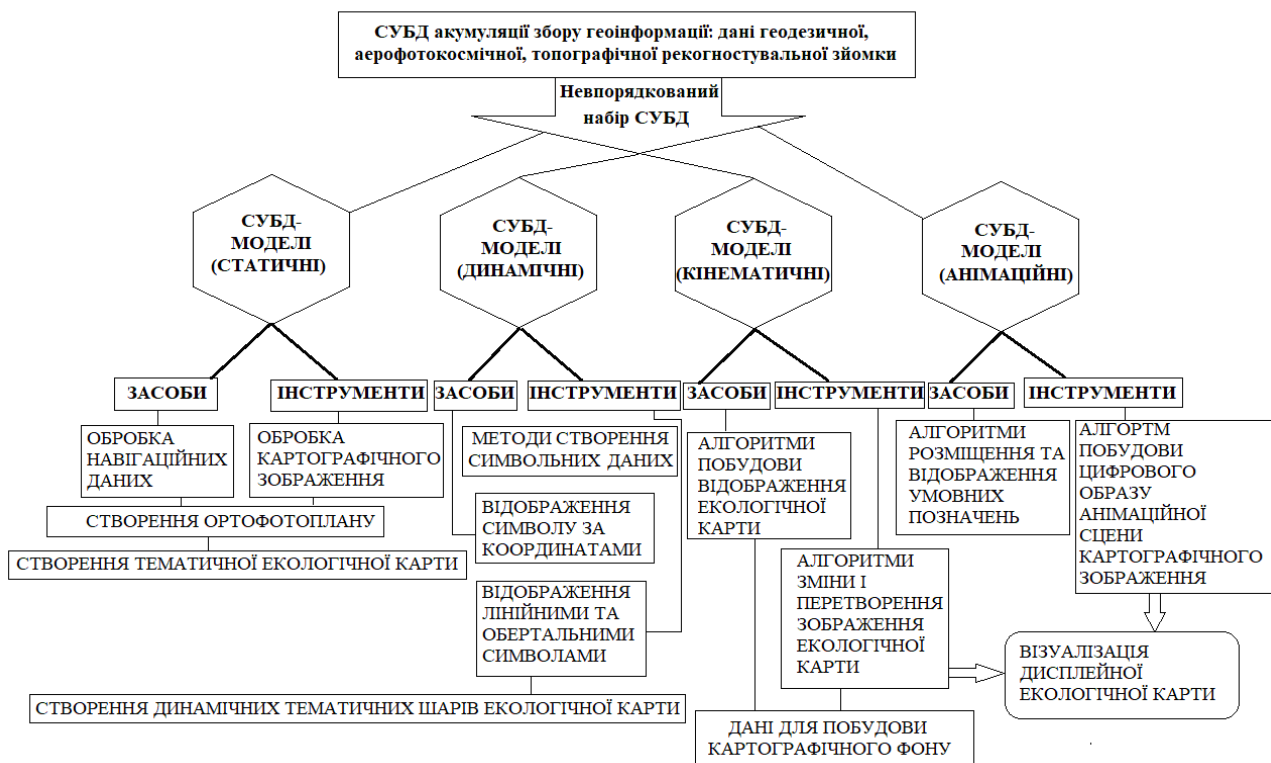 СУБД акумуляції збору геоінформації: дані геодезичної,
аерофотокосмічної, топографічної рекогностувальної зйомки
Невпорядкований
набір СУБД
СУБД-
МОДЕЛІ
(СТАТИЧНІ)
СУБД-
МОДЕЛІ
(ДИНАМІЧНІ)
СУБД-
МОДЕЛІ
(КІНЕМАТИЧНІ)
СУБД-
МОДЕЛІ
(АНІМАЦІЙНІ)
ЗАСОБИ
ІНСТРУМЕНТИ
ЗАСОБИ
ІНСТРУМЕНТИ
ЗАСОБИ
ІНСТРУМЕНТИ
ЗАСОБИ
ІНСТРУМЕНТИ
ОБРОБКА
НАВІГАЦІЙНИХ
ДАНИХ
ОБРОБКА
КАРТОГРАФІЧНОГО
ЗОБРАЖЕННЯ
СТВОРЕННЯ ОРТОФОТОПЛАНУ
СТВОРЕННЯ ТЕМАТИЧНОЇ ЕКОЛОГІЧНОЇ КАРТИ
МЕТОДИ СТВОРЕННЯ
СИМВОЛЬНИХ ДАНИХ
ВІДОБРАЖЕННЯ
СИМВОЛУ ЗА
КООРДИНАТАМИ
ВІДОБРАЖЕННЯ
ЛІНІЙНИМИ ТА
ОБЕРТАЛЬНИМИ
СИМВОЛАМИ
СТВОРЕННЯ ДИНАМІЧНИХ ТЕМАТИЧНИХ ШАРІВ ЕКОЛОГІЧНОЇ КАРТИ
АЛГОРИТМИ
ПОБУДОВИ
ВІДОБРАЖЕННЯ
ЕКОЛОГІЧНОЇ
КАРТИ
АЛГОРИТМИ
ЗМІНИ І
ПЕРЕТВОРЕННЯ
ЗОБРАЖЕННЯ
ЕКОЛОГІЧНОЇ
КАРТИ
ДАНІ ДЛЯ ПОБУДОВИ
КАРТОГРАФІЧНОГО ФОНУ
АЛГОРИТМИ
РОЗМІЩЕННЯ ТА
ВІДОБРАЖЕННЯ
УМОВНИХ
ПОЗНАЧЕНЬ
АЛГОРТМ
ПОБУДОВИ
ЦИФРОВОГО
ОБРАЗУ
АНІМАЦІЙНОЇ
СЦЕНИ
КАРТОГРАФІЧНОГО
ЗОБРАЖЕННЯ
ВІЗУАЛІЗАЦІЯ
ДИСПЛЕЙНОЇ
ЕКОЛОГІЧНОЇ КАРТИ